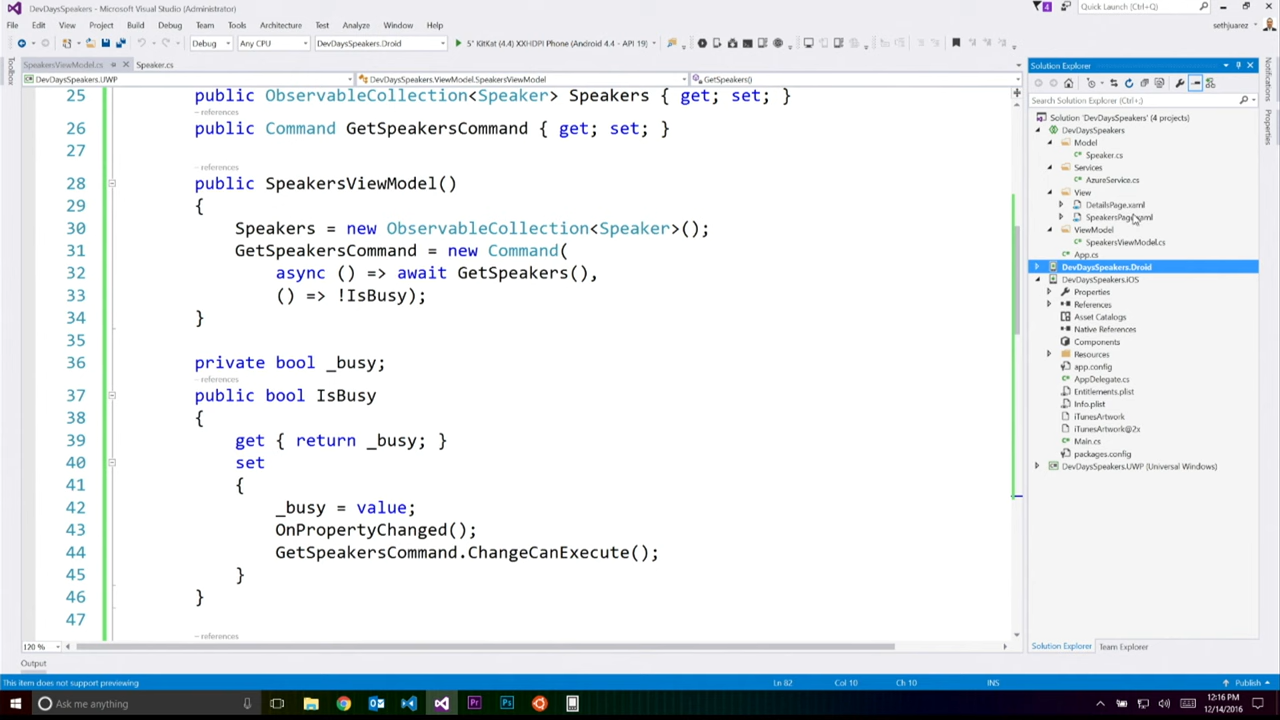 DevDaysSpeakers - Microsoft Visual Studio (Administrator)
4
Quick Launch (Ctrl+Q)
File Edit View Project Build Debug Team Tools Architecture Test Analyze Window Help
sethjuarez
Debug Any CPU DevDaysSpeakers.Droid 5" KitKat (4.4) XXHDPI Phone (Android 4.4 - API 19)
Toolbox
SpeakersViewModel.cs Speaker.cs
DevDaysSpeakers.UWP DevDaysSpeakers.ViewModel.SpeakersViewModel GetSpeakers()
25 public ObservableCollection<Speaker> Speakers { get; set; }
– references
26 public Command GetSpeakersCommand { get; set; }
27
– references
28 public SpeakersViewModel()
29 {
30 Speakers = new ObservableCollection<Speaker>();
31 GetSpeakersCommand = new Command(
32 async () => await GetSpeakers(),
33 () => !IsBusy);
34 }
35
36 private bool _busy;
– references
37 public bool IsBusy
38 {
39 get { return _busy; }
40 set
41 {
42 _busy = value;
43 OnPropertyChanged();
44 GetSpeakersCommand.ChangeCanExecute();
45 }
46 }
47
– references
120 %
Output
Solution Explorer
Search Solution Explorer (Ctrl+;)
Solution 'DevDaysSpeakers' (4 projects)
DevDaysSpeakers
Model
Speaker.cs
Services
AzureService.cs
View
DetailsPage.xaml
SpeakersPage.xaml
ViewModel
SpeakersViewModel.cs
App.cs
DevDaysSpeakers.Droid
DevDaysSpeakers.iOS
Properties
References
Asset Catalogs
Native References
Components
Resources
app.config
AppDelegate.cs
Entitlements.plist
Info.plist
iTunesArtwork
iTunesArtwork@2x
Main.cs
packages.config
DevDaysSpeakers.UWP (Universal Windows)
Solution Explorer Team Explorer
Notifications
Properties
This item does not support previewing Ln 82 Col 10 Ch 10 INS Publish
Ask me anything
Pr
Ps
12:16 PM
12/14/2016